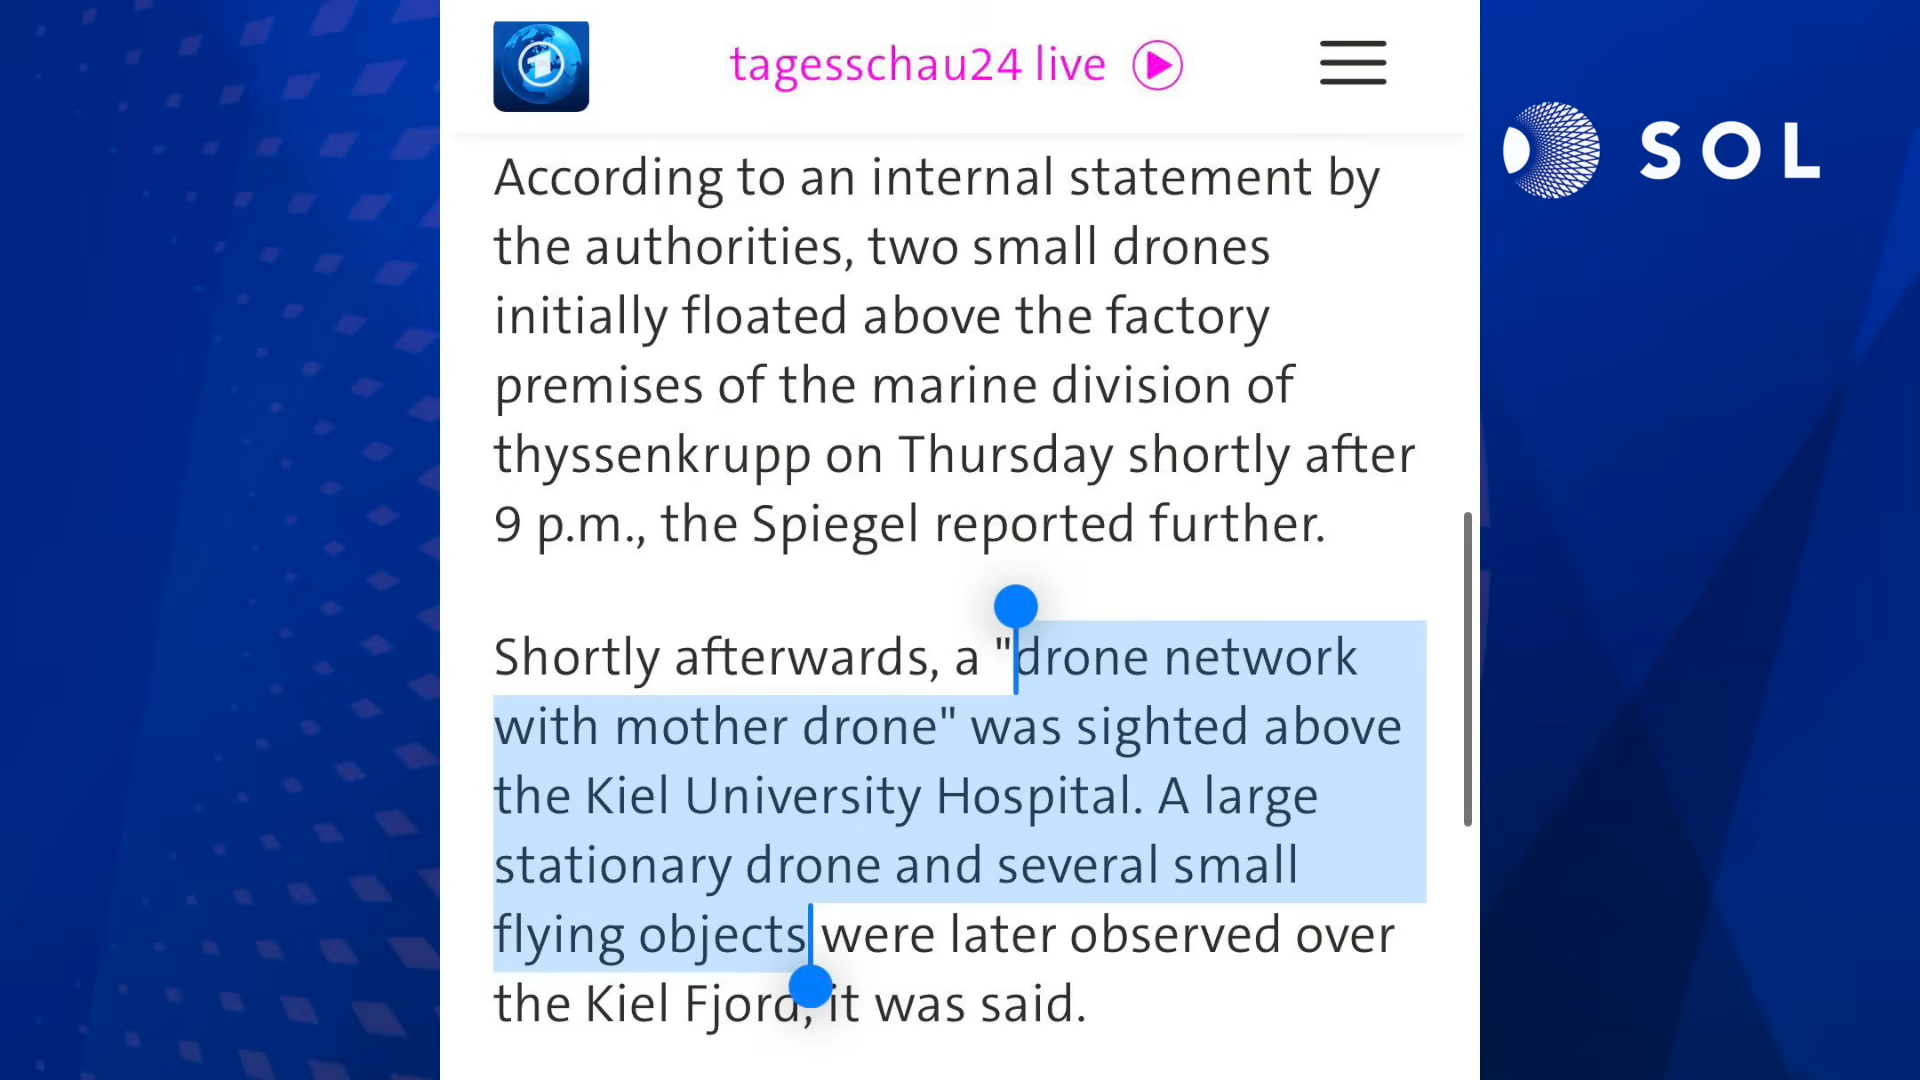 tagesschau24 live
SOL
According to an internal statement by
the authorities, two small drones
initially floated above the factory
premises of the marine division of
thyssenkrupp on Thursday shortly after
9 p.m., the Spiegel reported further.
Shortly afterwards, a "drone network
with mother drone" was sighted above
the Kiel University Hospital. A large
stationary drone and several small
flying objects were later observed over
the Kiel Fjord, it was said.